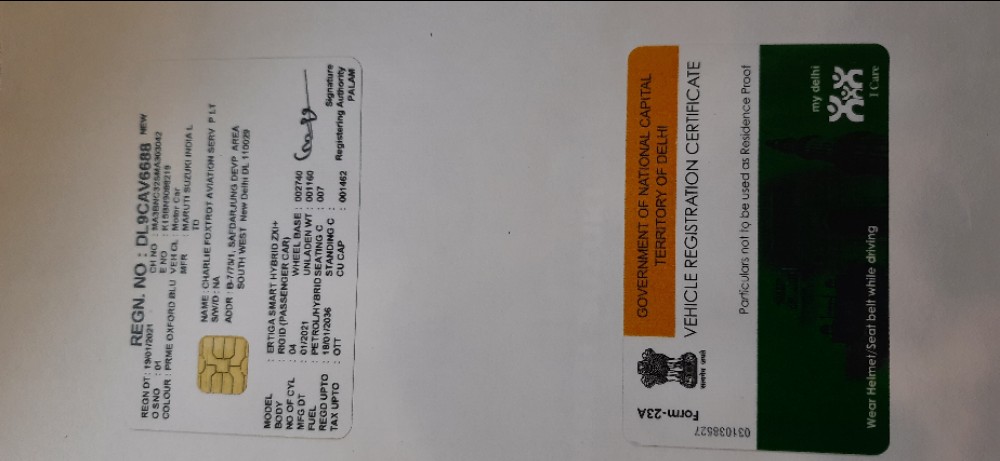 REGN. NO : DL9CAV6688 NEW
REGN DT : 19/01/2021 CH NO :
O SNO : 01 E NO :
COLOUR : PRME OXFORD BLU VEH CL : Motor Car
MFR : MARUTI SUZUKI INDIA L
TD
NAME : CHARLIE FOXTROT AVIATION SERV P LT
S/W/D : NA
ADDR : B-7/75/1, SAFDARJUNG DEVP AREA
SOUTH WEST New Delhi DL 110029
MODEL : ERTIGA SMART HYBRID ZXI+
BODY : RIGID (PASSENGER CAR)
NO OF CYL : 04 WHEEL BASE : 002740
MFG DT : 01/2021 UNLADEN WT : 001160
FUEL : PETROL/HYBRID SEATING C : 007
REGD UPTO : 18/01/2036 STANDING C
TAX UPTO : OTT CU CAP : 001462
Signature
Registering Authority
PALAM
GOVERNMENT OF NATIONAL CAPITAL
TERRITORY OF DELHI
VEHICLE REGISTRATION CERTIFICATE
सत्यमेव जयते
Form-23A
031038527
Particulars not to be used as Residence Proof
my delhi
I Care
Wear Helmet/Seat belt while driving